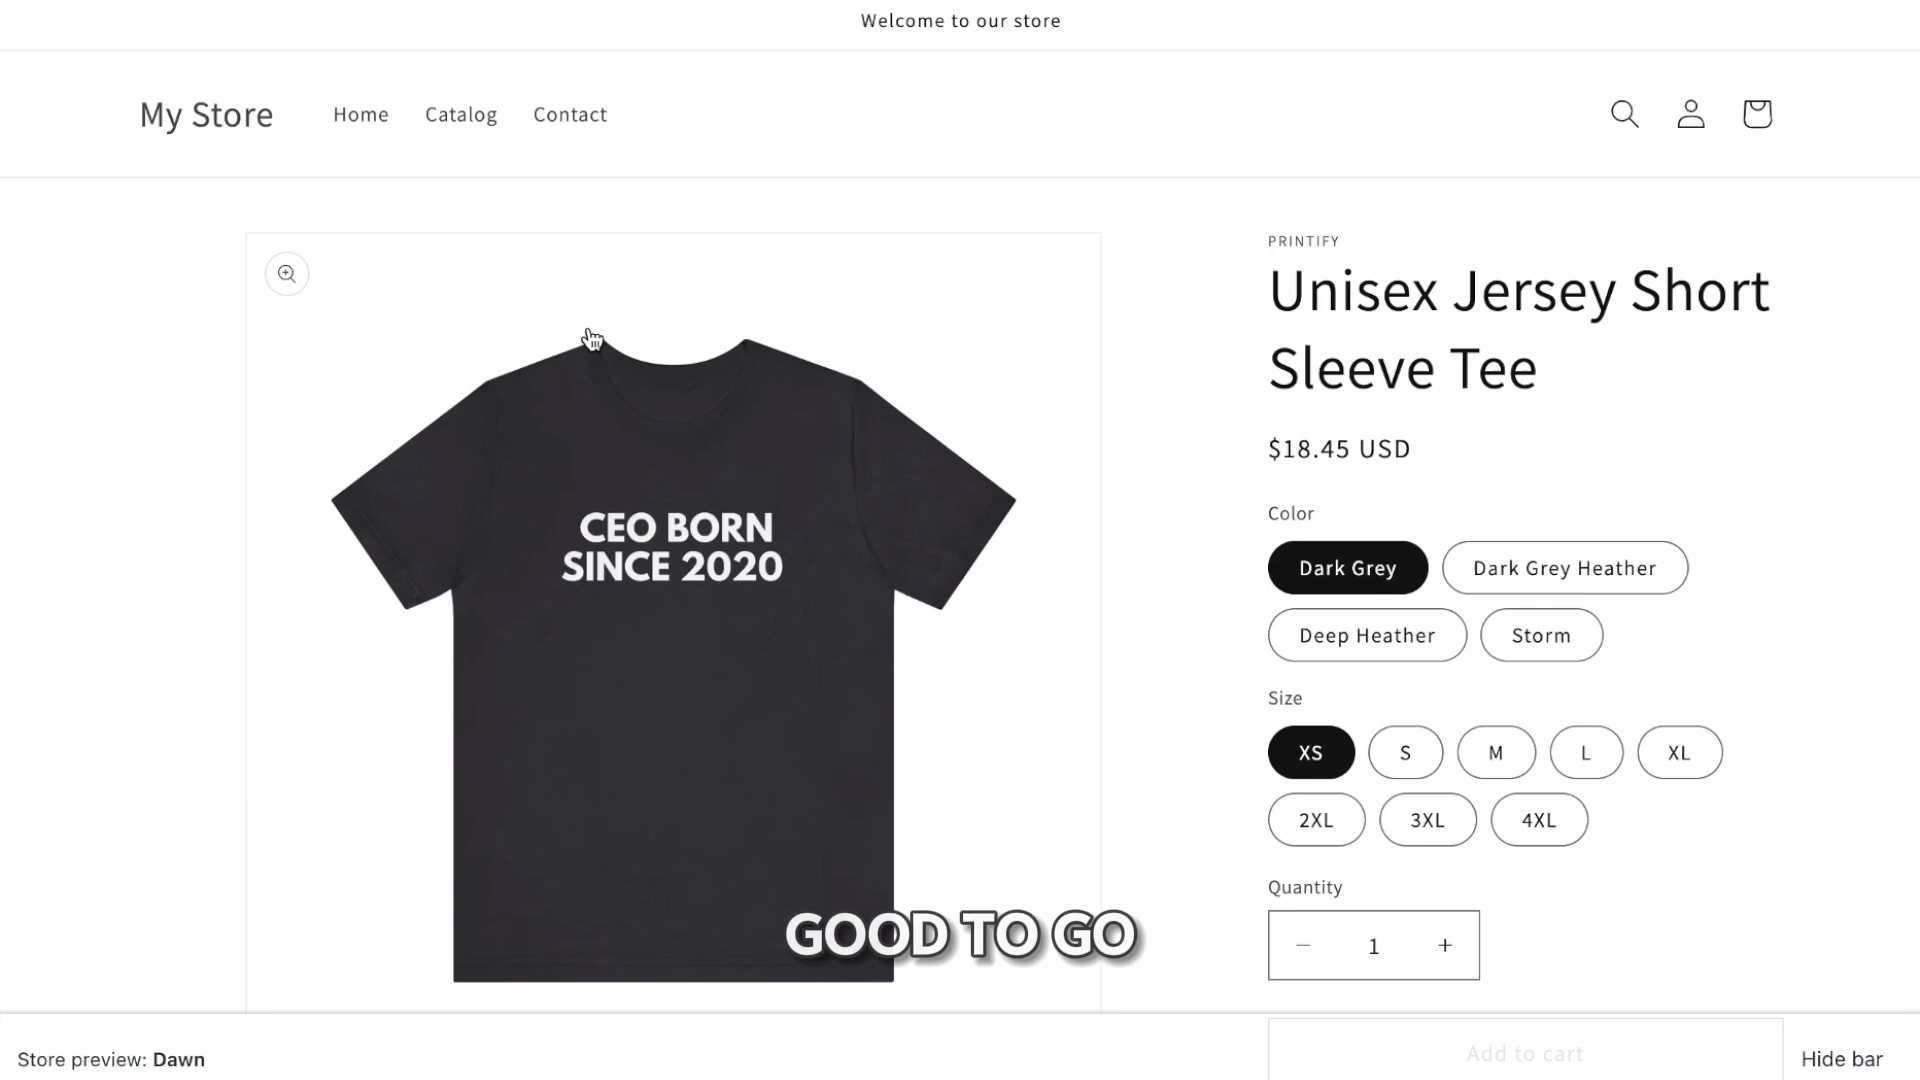 Welcome to our store
My Store
Home
Catalog
Contact
PRINTIFY
Unisex Jersey Short
Sleeve Tee
$18.45 USD
Color
Dark Grey
Dark Grey Heather
Deep Heather
Storm
Size
XS
S
M
L
XL
2XL
3XL
4XL
Quantity
− 1 +
Add to cart
CEO BORN
SINCE 2020
GOOD TO GO
Store preview: Dawn
Hide bar